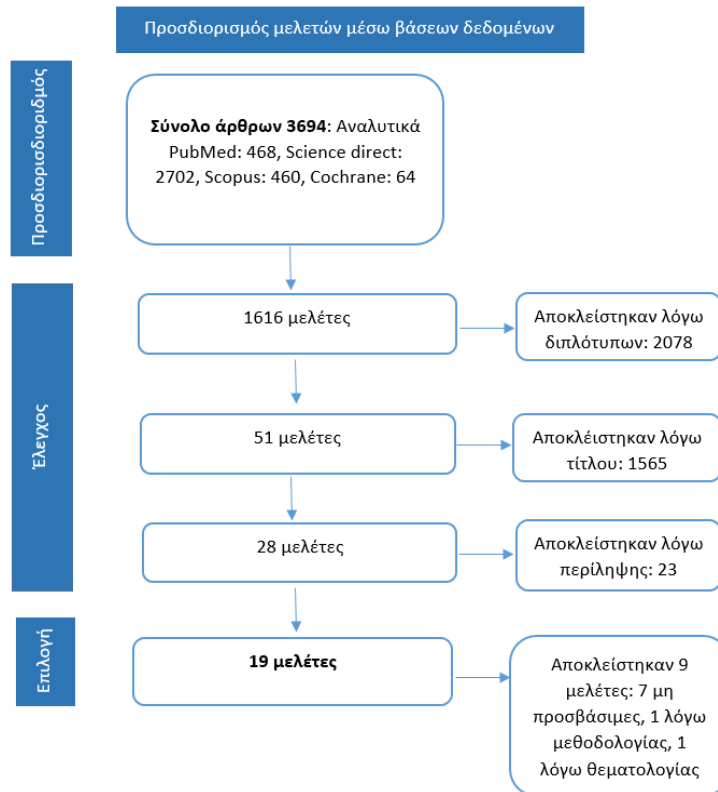 Προσδιορισμός μελετών μέσω βάσεων δεδομένων
Προσδιορισδιοριδμός
Σύνολο άρθρων 3694: Αναλυτικά
PubMed: 468, Science direct:
2702, Scopus: 460, Cochrane: 64
Έλεγχος
1616 μελέτες
Αποκλείστηκαν λόγω
διπλότυπων: 2078
51 μελέτες
Αποκλέιστηκαν λόγω
τίτλου: 1565
28 μελέτες
Αποκλείστηκαν λόγω
περίληψης: 23
Επιλογή
19 μελέτες
Αποκλείστηκαν 9
μελέτες: 7 μη
προσβάσιμες, 1 λόγω
μεθοδολογίας, 1
λόγω θεματολογίας